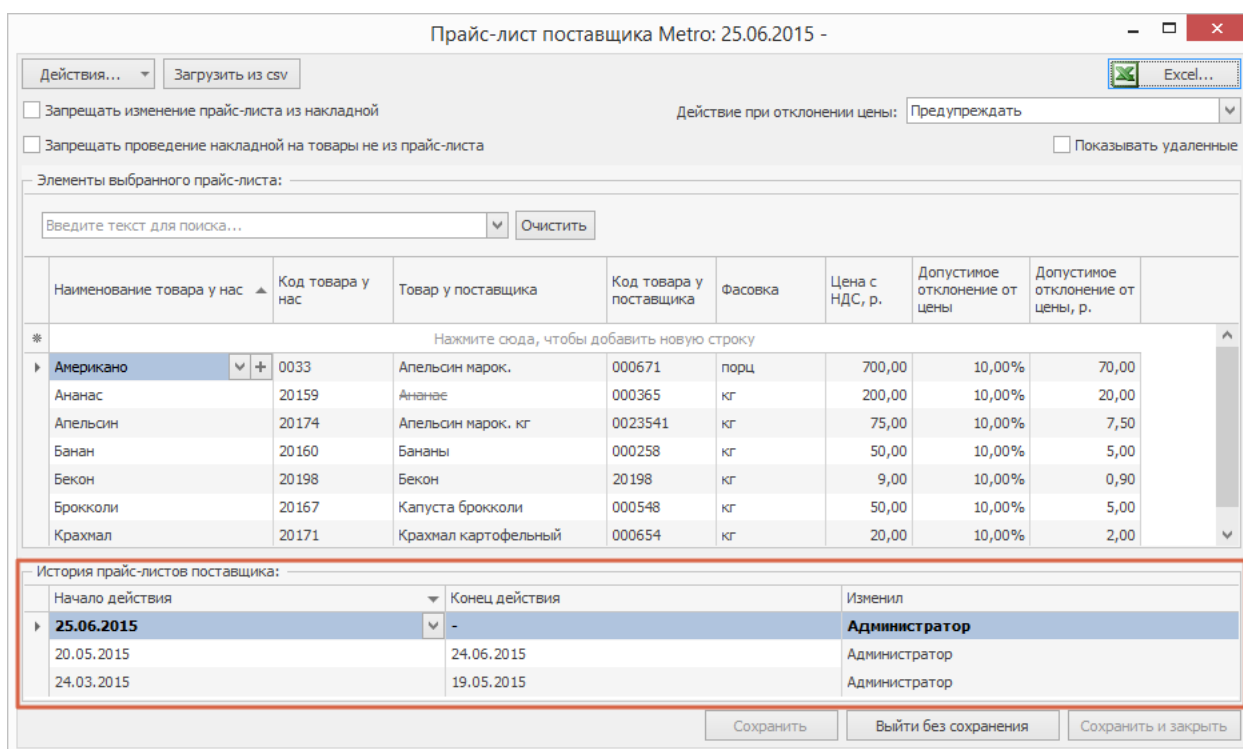 Прайс-лист поставщика Metro: 25.06.2015 -
Действия... Загрузить из csv Excel...
Запрещать изменение прайс-листа из накладной Действие при отклонении цены: Предупреждать
Запрещать проведение накладной на товары не из прайс-листа Показывать удаленные
Элементы выбранного прайс-листа:
Введите текст для поиска... Очистить
Наименование товара у нас Код товара у нас Товар у поставщика Код товара у поставщика Фасовка Цена с НДС, р. Допустимое отклонение от цены Допустимое отклонение от цены, р.
Нажмите сюда, чтобы добавить новую строку
Американо 0033 Апельсин марок. 000671 порц 700,00 10,00% 70,00
Ананас 20159 Ананас 000365 кг 200,00 10,00% 20,00
Апельсин 20174 Апельсин марок. кг 0023541 кг 75,00 10,00% 7,50
Банан 20160 Бананы 000258 кг 50,00 10,00% 5,00
Бекон 20198 Бекон 20198 кг 9,00 10,00% 0,90
Брокколи 20167 Капуста брокколи 000548 кг 50,00 10,00% 5,00
Крахмал 20171 Крахмал картофельный 000654 кг 20,00 10,00% 2,00
История прайс-листов поставщика:
Начало действия Конец действия Изменил
25.06.2015 - Администратор
20.05.2015 24.06.2015 Администратор
24.03.2015 19.05.2015 Администратор
Сохранить Выйти без сохранения Сохранить и закрыть